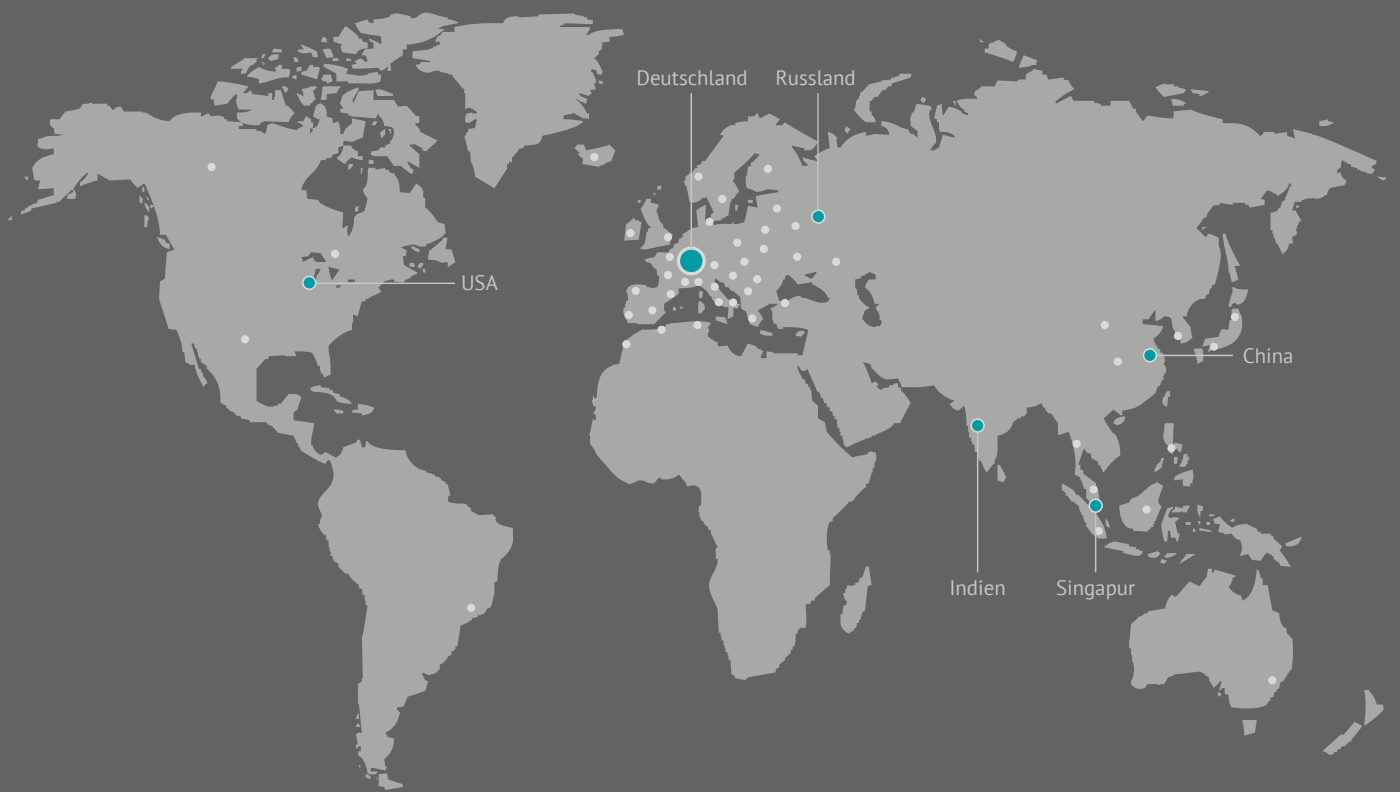 Deutschland
Russland
USA
China
Indien
Singapur